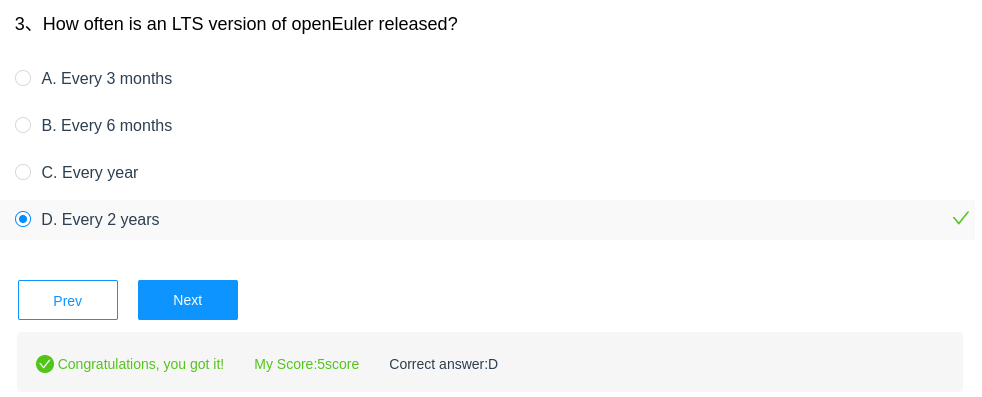 3、How often is an LTS version of openEuler released?
A. Every 3 months
B. Every 6 months
C. Every year
D. Every 2 years
Prev Next
Congratulations, you got it! My Score:5score Correct answer:D